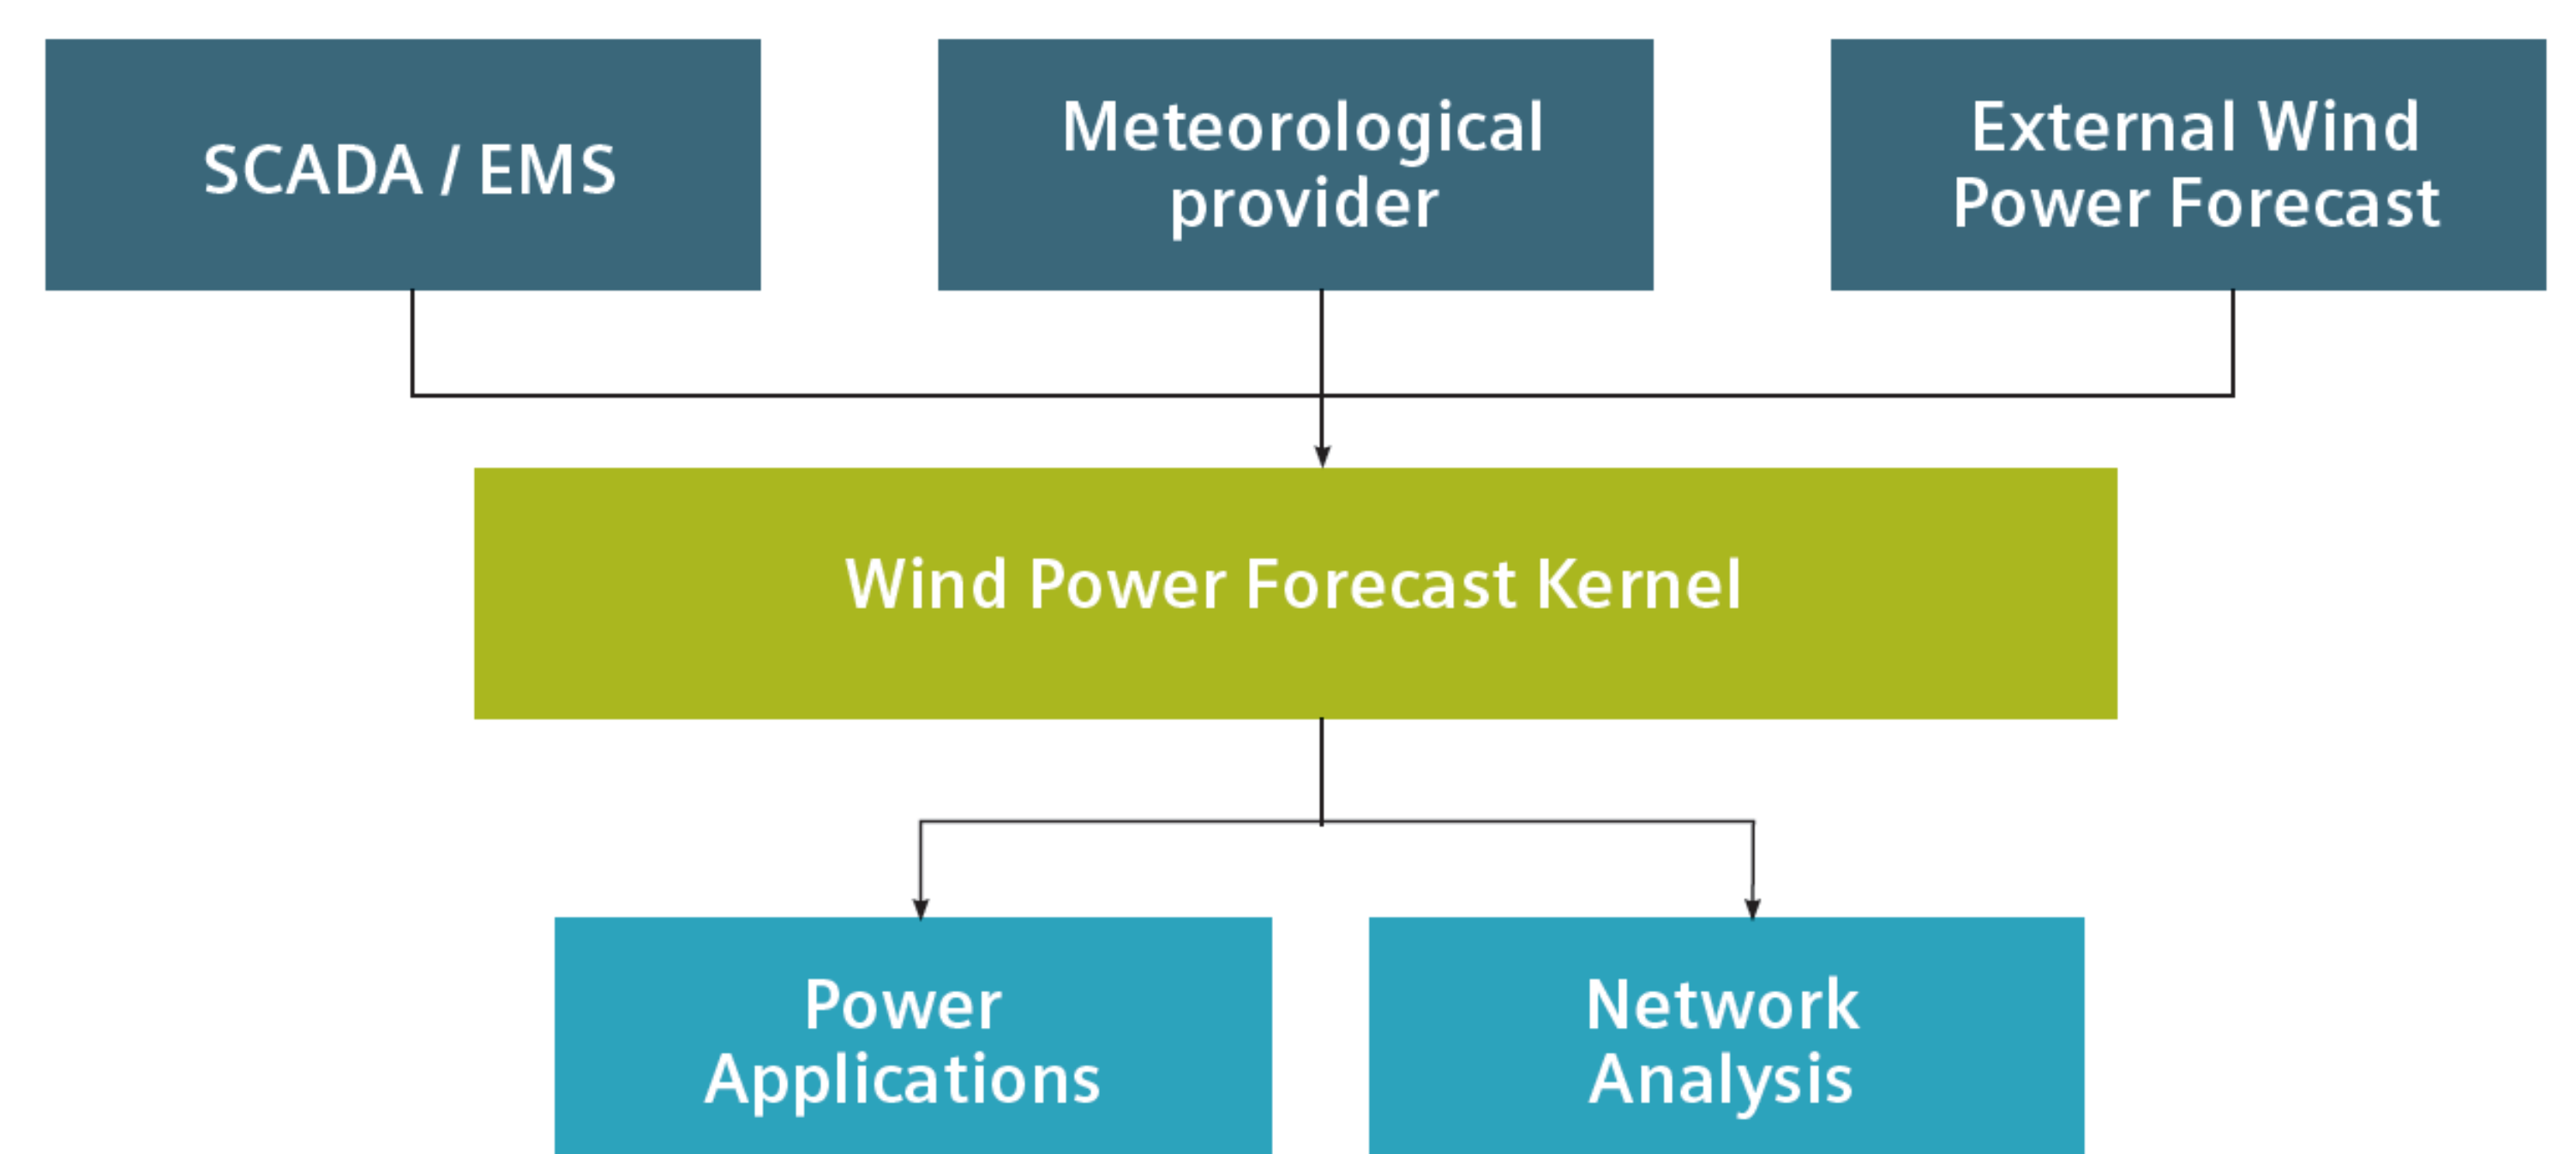 SCADA / EMS
Meteorological
provider
External Wind
Power Forecast
Wind Power Forecast Kernel
Power
Applications
Network
Analysis